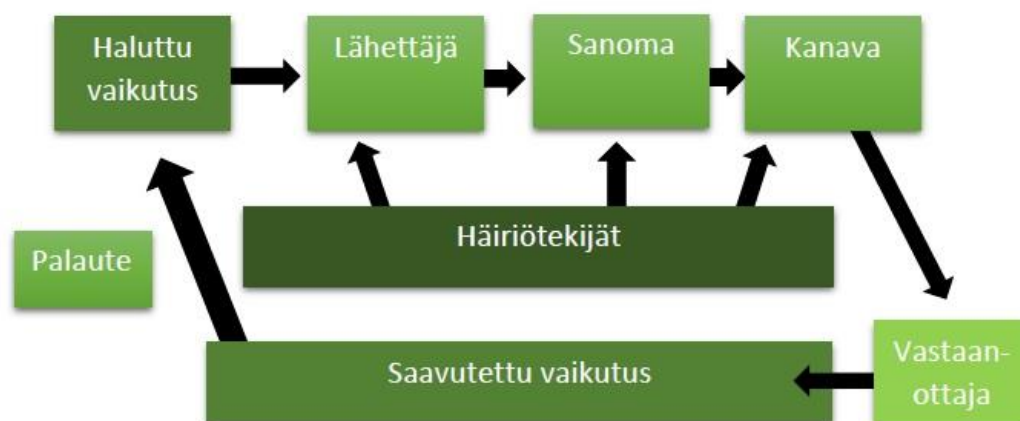 Haluttu
vaikutus
Lähettäjä
Sanoma
Kanava
Häiriötekijät
Palaute
Saavutettu vaikutus
Vastaan-
ottaja